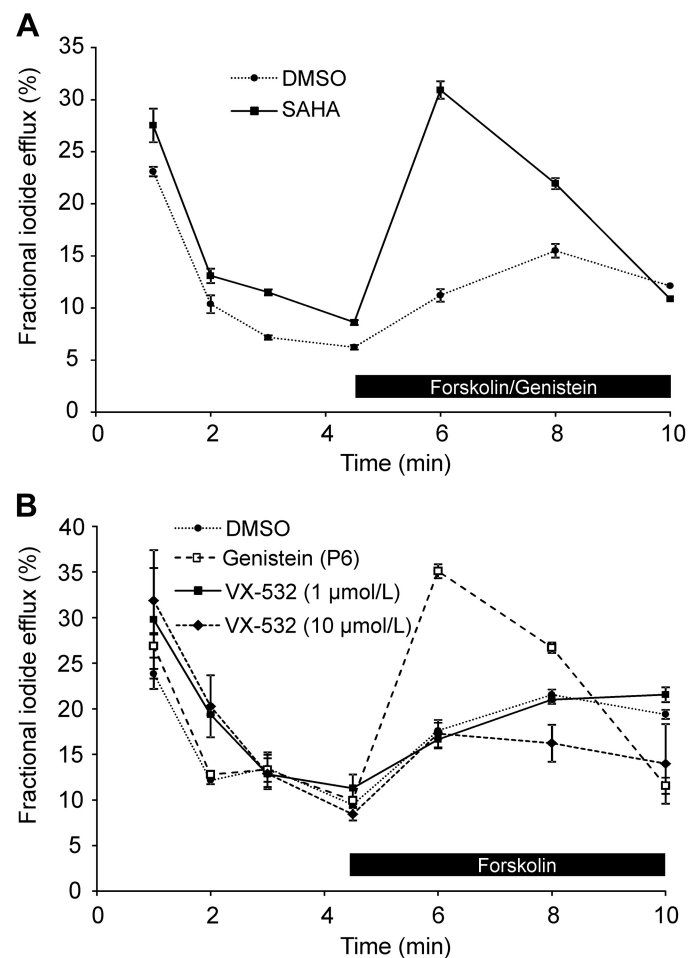 A
Fractional iodide efflux (%)
35
30
25
20
15
10
5
0
DMSO
SAHA
Forskolin/Genistein
0 2 4 6 8 10
Time (min)
B
Fractional iodide efflux (%)
40
35
30
25
20
15
10
5
0
DMSO
Genistein (P6)
VX-532 (1 μmol/L)
VX-532 (10 μmol/L)
Forskolin
0 2 4 6 8 10
Time (min)